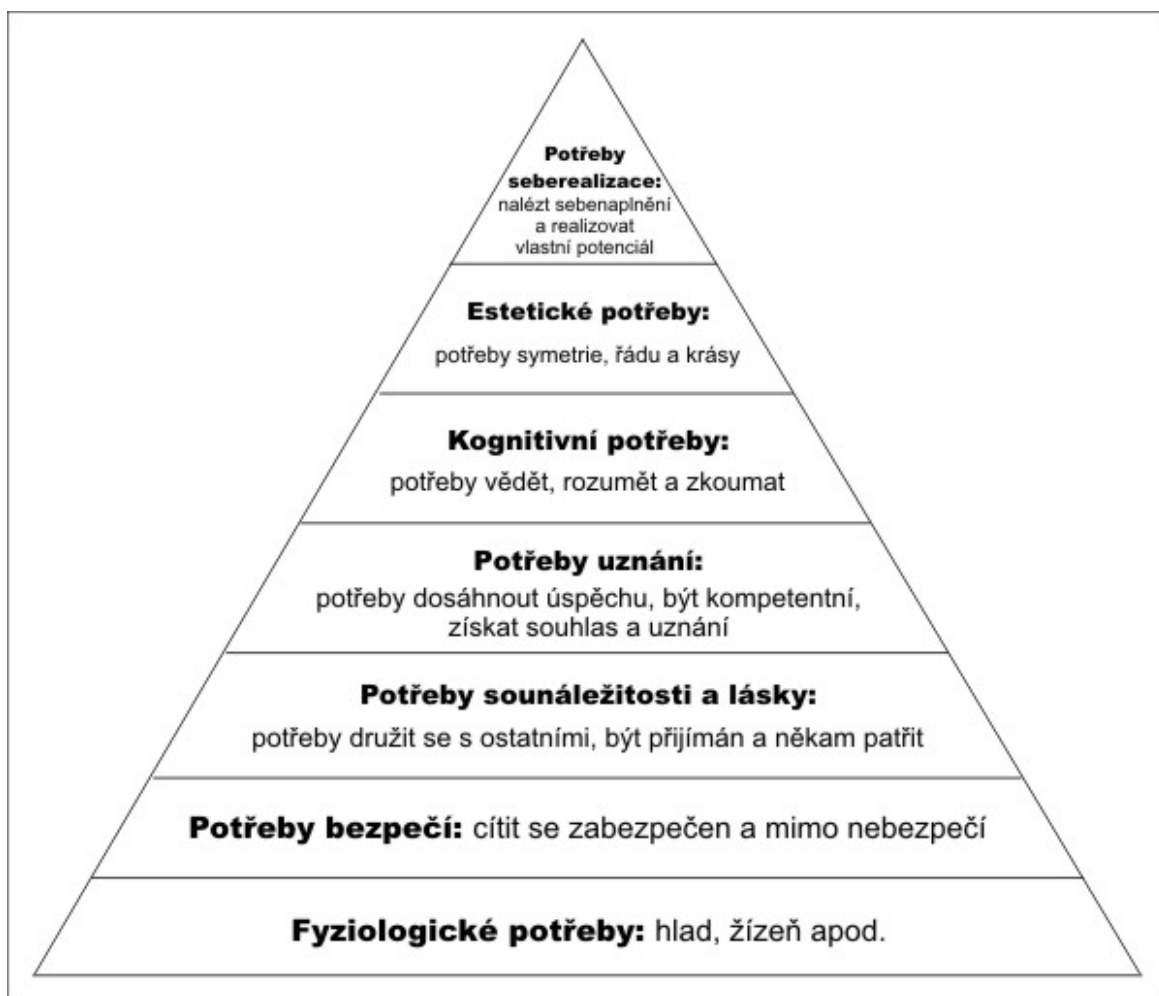 Potřeby
seberealizace:
nalézt sebenaplnění
a realizovat
vlastní potenciál
Estetické potřeby:
potřeby symetrie, řádu a krásy
Kognitivní potřeby:
potřeby vědět, rozumět a zkoumat
Potřeby uznání:
potřeby dosáhnout úspěchu, být kompetentní,
získat souhlas a uznání
Potřeby sounáležitosti a lásky:
potřeby družit se s ostatními, být přijímán a někam patřit
Potřeby bezpečí: cítit se zabezpečen a mimo nebezpečí
Fyziologické potřeby: hlad, žízeň apod.